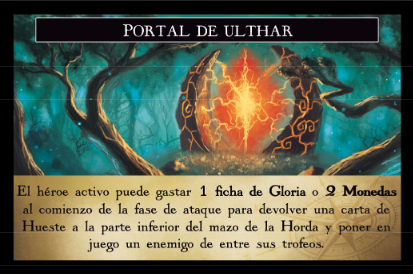 PORTAL DE ULTHAR
El héroe activo puede gastar 1 ficha de Gloria o 2 Monedas
al comienzo de la fase de ataque para devolver una carta de
Hueste a la parte inferior del mazo de la Horda y poner en
juego un enemigo de entre sus trofeos.